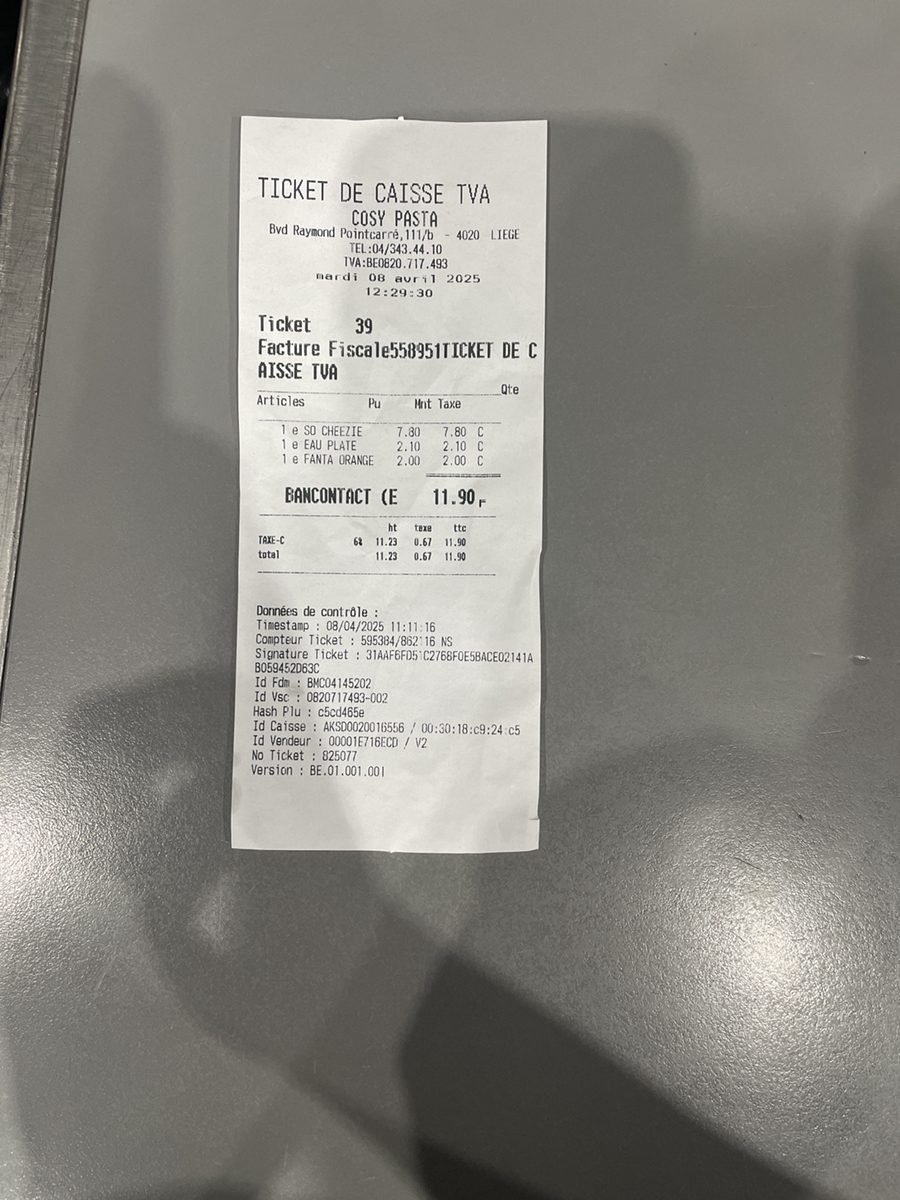 TICKET DE CAISSE TVA
COSY PASTA
Bvd Raymond Pointcarré,111/b - 4020 LIEGE
TEL:04/343.44.10
TVA:BE0820.717.493
mardi 08 avril 2025
12:29:30
Ticket 39
Facture Fiscale558951TICKET DE C
AISSE TVA
Qte
Articles Pu Mnt Taxe
1 e SO CHEEZIE 7.80 7.80 C
1 e EAU PLATE 2.10 2.10 C
1 e FANTA ORANGE 2.00 2.00 C
BANCONTACT (E 11.90
ht taxe ttc
TAXE-C 6% 11.23 0.67 11.90
total 11.23 0.67 11.90
Données de contrôle :
Timestamp : 08/04/2025 11:11:16
Compteur Ticket : 595384/862116 NS
Signature Ticket : 31AAF6FD51C2768F0E5BACE02141A
B059452D63C
Id Fdm : BMC04145202
Id Vsc : 0820717493-002
Hash Plu : c5cd465e
Id Caisse : AKSD0020016556 / 00:30:18:c9:24:c5
Id Vendeur : 00001E716ECD / V2
No Ticket : 825077
Version : BE.01.001.001